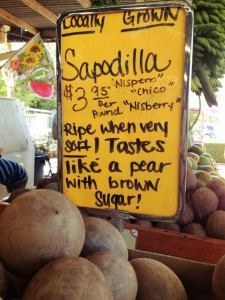 Locally Grown
Sapodilla
$3.95 "Nispero" "Chico"
Per Pound "Nisberry"
Ripe when very
soft! Tastes
like a pear
with brown
Sugar!